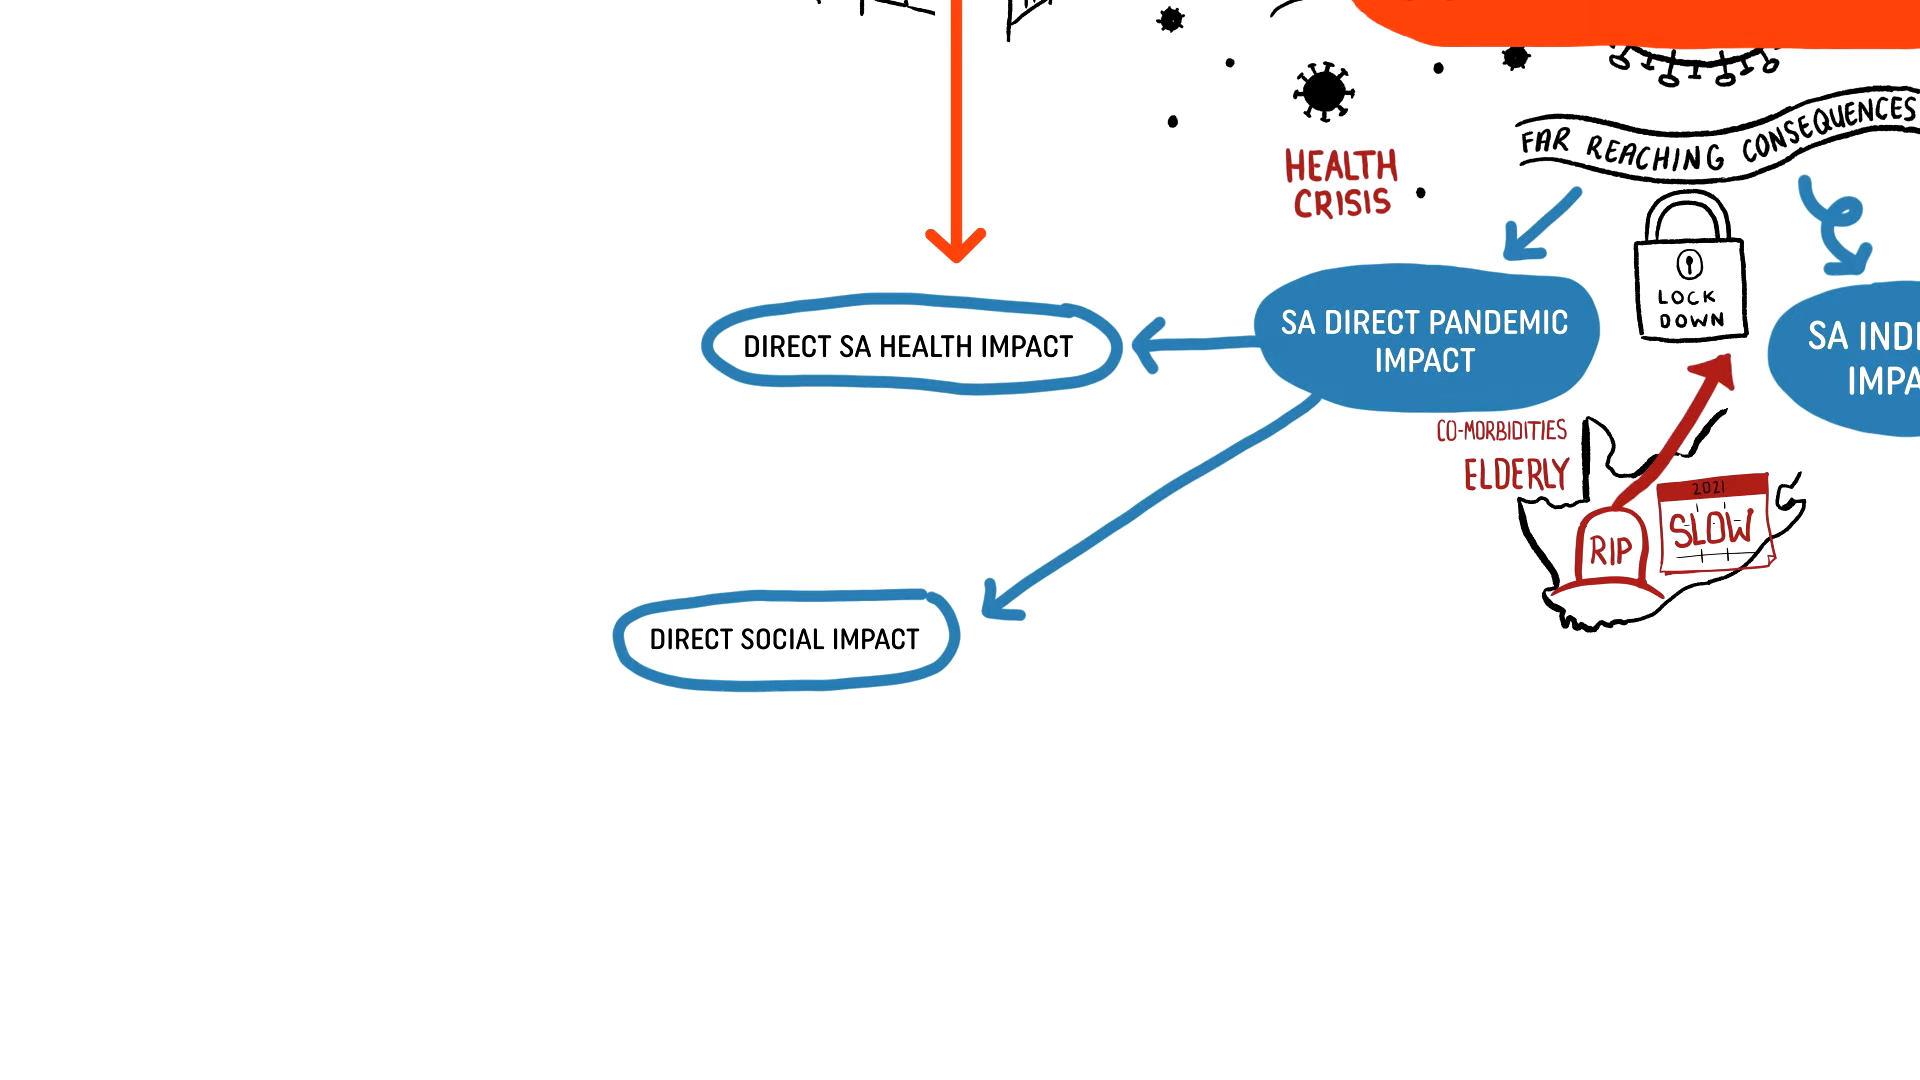 FAR REACHING CONSEQUENCES
HEALTH
CRISIS
LOCK
DOWN
DIRECT SA HEALTH IMPACT
SA DIRECT PANDEMIC
IMPACT
SA
CO-MORBIDITIES
ELDERLY
2021
SLOW
RIP
DIRECT SOCIAL IMPACT